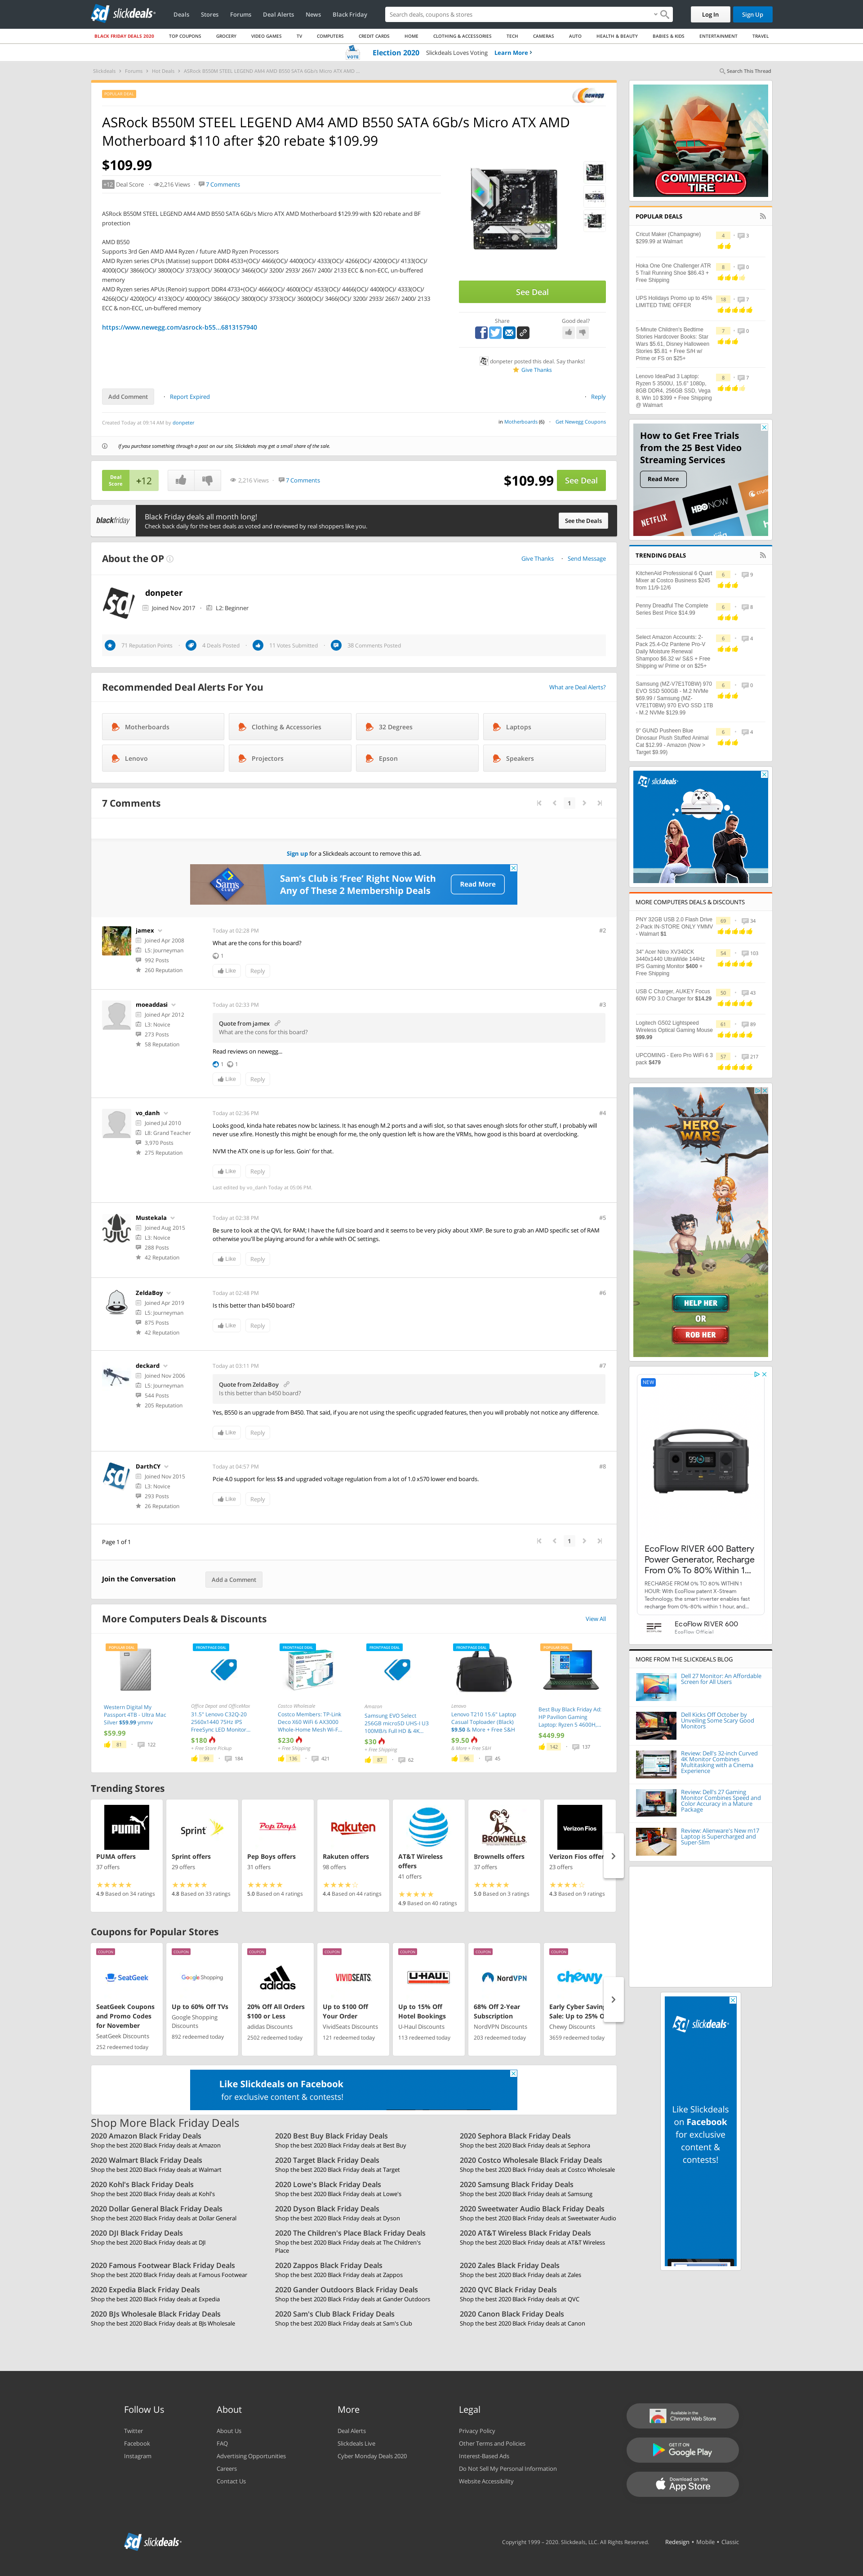 slickdeals
Deals
Stores
Forums
Deal Alerts
News
Black Friday
Search deals, coupons & stores
Log In
Sign Up
BLACK FRIDAY DEALS 2020
TOP COUPONS
GROCERY
VIDEO GAMES
TV
COMPUTERS
CREDIT CARDS
HOME
CLOTHING & ACCESSORIES
TECH
CAMERAS
AUTO
HEALTH & BEAUTY
BABIES & KIDS
ENTERTAINMENT
TRAVEL
VOTE
Election 2020 Slickdeals Loves Voting Learn More
Slickdeals
Forums
Hot Deals
ASRock B550M STEEL LEGEND AM4 AMD B550 SATA 6Gb/s Micro ATX AMD ...
Search This Thread
POPULAR DEAL
newegg
ASRock B550M STEEL LEGEND AM4 AMD B550 SATA 6Gb/s Micro ATX AMD
Motherboard $110 after $20 rebate $109.99
$109.99
+12 Deal Score
2,216 Views
7 Comments
ASRock B550M STEEL LEGEND AM4 AMD B550 SATA 6Gb/s Micro ATX AMD Motherboard $129.99 with $20 rebate and BF
protection
AMD B550
Supports 3rd Gen AMD AM4 Ryzen / future AMD Ryzen Processors
AMD Ryzen series CPUs (Matisse) support DDR4 4533+(OC)/ 4466(OC)/ 4400(OC)/ 4333(OC)/ 4266(OC)/ 4200(OC)/ 4133(OC)/
4000(OC)/ 3866(OC)/ 3800(OC)/ 3733(OC)/ 3600(OC)/ 3466(OC)/ 3200/ 2933/ 2667/ 2400/ 2133 ECC & non-ECC, un-buffered
memory
AMD Ryzen series APUs (Renoir) support DDR4 4733+(OC)/ 4666(OC)/ 4600(OC)/ 4533(OC)/ 4466(OC)/ 4400(OC)/ 4333(OC)/
4266(OC)/ 4200(OC)/ 4133(OC)/ 4000(OC)/ 3866(OC)/ 3800(OC)/ 3733(OC)/ 3600(OC)/ 3466(OC)/ 3200/ 2933/ 2667/ 2400/ 2133
ECC & non-ECC, un-buffered memory
https://www.newegg.com/asrock-b55...6813157940
See Deal
Share
Good deal?
donpeter posted this deal. Say thanks!
Give Thanks
Add Comment
Report Expired
Reply
Created Today at 09:14 AM by donpeter
in Motherboards (6)
Get Newegg Coupons
If you purchase something through a post on our site, Slickdeals may get a small share of the sale.
Deal
Score
+12
2,216 Views
7 Comments
$109.99
See Deal
blackfriday
Black Friday deals all month long!
Check back daily for the best deals as voted and reviewed by real shoppers like you.
See the Deals
About the OP
Give Thanks
Send Message
donpeter
Joined Nov 2017
L2: Beginner
71 Reputation Points
4 Deals Posted
11 Votes Submitted
38 Comments Posted
Recommended Deal Alerts For You
What are Deal Alerts?
Motherboards
Clothing & Accessories
32 Degrees
Laptops
Lenovo
Projectors
Epson
Speakers
7 Comments
1
Sign up for a Slickdeals account to remove this ad.
Sam's Club
Sam's Club is 'Free' Right Now With
Any of These 2 Membership Deals
Read More
jamex
Joined Apr 2008
L5: Journeyman
992 Posts
260 Reputation
Today at 02:28 PM
#2
What are the cons for this board?
1
Like
Reply
moeaddasi
Joined Apr 2012
L3: Novice
273 Posts
58 Reputation
Today at 02:33 PM
#3
Quote from jamex
What are the cons for this board?
Read reviews on newegg...
1
1
Like
Reply
vo_danh
Joined Jul 2010
L8: Grand Teacher
3,970 Posts
275 Reputation
Today at 02:36 PM
#4
Looks good, kinda hate rebates now bc laziness. It has enough M.2 ports and a wifi slot, so that saves enough slots for other stuff, I probably will
never use xfire. Honestly this might be enough for me, the only question left is how are the VRMs, how good is this board at overclocking.
NVM the ATX one is up for less. Goin' for that.
Like
Reply
Last edited by vo_danh Today at 05:06 PM.
Mustekala
Joined Aug 2015
L3: Novice
288 Posts
42 Reputation
Today at 02:38 PM
#5
Be sure to look at the QVL for RAM; I have the full size board and it seems to be very picky about XMP. Be sure to grab an AMD specific set of RAM
otherwise you'll be playing around for a while with OC settings.
Like
Reply
ZeldaBoy
Joined Apr 2019
L5: Journeyman
875 Posts
42 Reputation
Today at 02:48 PM
#6
Is this better than b450 board?
Like
Reply
deckard
Joined Nov 2006
L5: Journeyman
544 Posts
205 Reputation
Today at 03:11 PM
#7
Quote from ZeldaBoy
Is this better than b450 board?
Yes, B550 is an upgrade from B450. That said, if you are not using the specific upgraded features, then you will probably not notice any difference.
Like
Reply
DarthCY
Joined Nov 2015
L3: Novice
293 Posts
26 Reputation
Today at 04:57 PM
#8
Pcie 4.0 support for less $$ and upgraded voltage regulation from a lot of 1.0 x570 lower end boards.
Like
Reply
Page 1 of 1
1
Join the Conversation
Add a Comment
More Computers Deals & Discounts
View All
POPULAR DEAL
Western Digital My
Passport 4TB - Ultra Mac
Silver $59.99 ymmv
$59.99
81
122
FRONTPAGE DEAL
Office Depot and OfficeMax
31.5" Lenovo C32Q-20
2560x1440 75Hz IPS
FreeSync LED Monitor...
$180
+ Free Store Pickup
99
184
FRONTPAGE DEAL
Costco Wholesale
Costco Members: TP-Link
Deco X60 WiFi 6 AX3000
Whole-Home Mesh Wi-F...
$230
+ Free Shipping
136
421
FRONTPAGE DEAL
Amazon
Samsung EVO Select
256GB microSD UHS-I U3
100MB/s Full HD & 4K...
$30
+ Free Shipping
87
62
FRONTPAGE DEAL
Lenovo
Lenovo T210 15.6" Laptop
Casual Toploader (Black)
$9.50 & More + Free S&H
$9.50
& More + Free S&H
96
45
POPULAR DEAL
Best Buy Black Friday Ad:
HP Pavilion Gaming
Laptop: Ryzen 5 4600H,...
$449.99
142
137
Trending Stores
PUMA
PUMA offers
37 offers
4.9 Based on 34 ratings
Sprint
Sprint offers
29 offers
4.8 Based on 33 ratings
Pep Boys
Pep Boys offers
31 offers
5.0 Based on 4 ratings
Rakuten
Rakuten offers
98 offers
4.4 Based on 44 ratings
AT&T
AT&T Wireless
offers
41 offers
4.9 Based on 40 ratings
BROWNELLS
Brownells offers
37 offers
5.0 Based on 3 ratings
Verizon Fios
Verizon Fios offer
23 offers
4.3 Based on 9 ratings
Coupons for Popular Stores
COUPON
SeatGeek
SeatGeek Coupons
and Promo Codes
for November
SeatGeek Discounts
252 redeemed today
COUPON
Google Shopping
Up to 60% Off TVs
Google Shopping
Discounts
892 redeemed today
COUPON
adidas
20% Off All Orders
$100 or Less
adidas Discounts
2502 redeemed today
COUPON
VIVIDSEATS
Up to $100 Off
Your Order
VividSeats Discounts
121 redeemed today
COUPON
U-HAUL
Up to 15% Off
Hotel Bookings
U-Haul Discounts
113 redeemed today
COUPON
NordVPN
68% Off 2-Year
Subscription
NordVPN Discounts
203 redeemed today
COUPON
chewy
Early Cyber Saving
Sale: Up to 25% O
Chewy Discounts
3659 redeemed today
Like Slickdeals on Facebook
for exclusive content & contests!
Shop More Black Friday Deals
2020 Amazon Black Friday Deals
Shop the best 2020 Black Friday deals at Amazon
2020 Best Buy Black Friday Deals
Shop the best 2020 Black Friday deals at Best Buy
2020 Sephora Black Friday Deals
Shop the best 2020 Black Friday deals at Sephora
2020 Walmart Black Friday Deals
Shop the best 2020 Black Friday deals at Walmart
2020 Target Black Friday Deals
Shop the best 2020 Black Friday deals at Target
2020 Costco Wholesale Black Friday Deals
Shop the best 2020 Black Friday deals at Costco Wholesale
2020 Kohl's Black Friday Deals
Shop the best 2020 Black Friday deals at Kohl's
2020 Lowe's Black Friday Deals
Shop the best 2020 Black Friday deals at Lowe's
2020 Samsung Black Friday Deals
Shop the best 2020 Black Friday deals at Samsung
2020 Dollar General Black Friday Deals
Shop the best 2020 Black Friday deals at Dollar General
2020 Dyson Black Friday Deals
Shop the best 2020 Black Friday deals at Dyson
2020 Sweetwater Audio Black Friday Deals
Shop the best 2020 Black Friday deals at Sweetwater Audio
2020 DJI Black Friday Deals
Shop the best 2020 Black Friday deals at DJI
2020 The Children's Place Black Friday Deals
Shop the best 2020 Black Friday deals at The Children's
Place
2020 AT&T Wireless Black Friday Deals
Shop the best 2020 Black Friday deals at AT&T Wireless
2020 Famous Footwear Black Friday Deals
Shop the best 2020 Black Friday deals at Famous Footwear
2020 Zappos Black Friday Deals
Shop the best 2020 Black Friday deals at Zappos
2020 Zales Black Friday Deals
Shop the best 2020 Black Friday deals at Zales
2020 Expedia Black Friday Deals
Shop the best 2020 Black Friday deals at Expedia
2020 Gander Outdoors Black Friday Deals
Shop the best 2020 Black Friday deals at Gander Outdoors
2020 QVC Black Friday Deals
Shop the best 2020 Black Friday deals at QVC
2020 BJs Wholesale Black Friday Deals
Shop the best 2020 Black Friday deals at BJs Wholesale
2020 Sam's Club Black Friday Deals
Shop the best 2020 Black Friday deals at Sam's Club
2020 Canon Black Friday Deals
Shop the best 2020 Black Friday deals at Canon
COMMERCIAL
TIRE
POPULAR DEALS
Cricut Maker (Champagne)
$299.99 at Walmart
4
3
Hoka One One Challenger ATR
5 Trail Running Shoe $86.43 +
Free Shipping
8
0
UPS Holidays Promo up to 45%
LIMITED TIME OFFER
18
7
5-Minute Children's Bedtime
Stories Hardcover Books: Star
Wars $5.61, Disney Halloween
Stories $5.81 + Free S/H w/
Prime or FS on $25+
7
0
Lenovo IdeaPad 3 Laptop:
Ryzen 5 3500U, 15.6" 1080p,
8GB DDR4, 256GB SSD, Vega
8, Win 10 $399 + Free Shipping
@ Walmart
8
7
How to Get Free Trials
from the 25 Best Video
Streaming Services
Read More
NETFLIX
HBO NOW
TRENDING DEALS
KitchenAid Professional 6 Quart
Mixer at Costco Business $245
from 11/9-12/6
6
9
Penny Dreadful The Complete
Series Best Price $14.99
6
8
Select Amazon Accounts: 2-
Pack 25.4-Oz Pantene Pro-V
Daily Moisture Renewal
Shampoo $6.32 w/ S&S + Free
Shipping w/ Prime or on $25+
6
4
Samsung (MZ-V7E1T0BW) 970
EVO SSD 500GB - M.2 NVMe
$69.99 / Samsung (MZ-
V7E1T0BW) 970 EVO SSD 1TB
- M.2 NVMe $129.99
6
0
9" GUND Pusheen Blue
Dinosaur Plush Stuffed Animal
Cat $12.99 - Amazon (Now >
Target $9.99)
6
4
slickdeals
MORE COMPUTERS DEALS & DISCOUNTS
PNY 32GB USB 2.0 Flash Drive
2-Pack IN-STORE ONLY YMMV
- Walmart $1
69
34
34" Acer Nitro XV340CK
3440x1440 UltraWide 144Hz
IPS Gaming Monitor $400 +
Free Shipping
54
103
USB C Charger, AUKEY Focus
60W PD 3.0 Charger for $14.29
50
43
Logitech G502 Lightspeed
Wireless Optical Gaming Mouse
$99.99
61
89
UPCOMING - Eero Pro WiFi 6 3
pack $479
57
217
HERO
WARS
HELP HER
OR
ROB HER
NEW
EcoFlow RIVER 600 Battery
Power Generator, Recharge
From 0% To 80% Within 1...
RECHARGE FROM 0% TO 80% WITHIN 1
HOUR. With EcoFlow patent X-Stream
Technology, the smart inverter enables fast
recharge from 0%-80% within 1 hour, and...
EcoFlow RIVER 600
EcoFlow Official
MORE FROM THE SLICKDEALS BLOG
Dell 27 Monitor: An Affordable
Screen for All Users
Dell Kicks Off October by
Unveiling Some Scary Good
Monitors
Review: Dell's 32-inch Curved
4K Monitor Combines
Multitasking with a Cinema
Experience
Review: Dell's 27 Gaming
Monitor Combines Speed and
Color Accuracy in a Mature
Package
Review: Alienware's New m17
Laptop is Supercharged and
Super-Slim
slickdeals
Like Slickdeals
on Facebook
for exclusive
content &
contests!
Follow Us
Twitter
Facebook
Instagram
About
About Us
FAQ
Advertising Opportunities
Careers
Contact Us
More
Deal Alerts
Slickdeals Live
Cyber Monday Deals 2020
Legal
Privacy Policy
Other Terms and Policies
Interest-Based Ads
Do Not Sell My Personal Information
Website Accessibility
Available in the
Chrome Web Store
GET IT ON
Google Play
Download on the
App Store
slickdeals
Copyright 1999 – 2020. Slickdeals, LLC. All Rights Reserved.
Redesign • Mobile • Classic